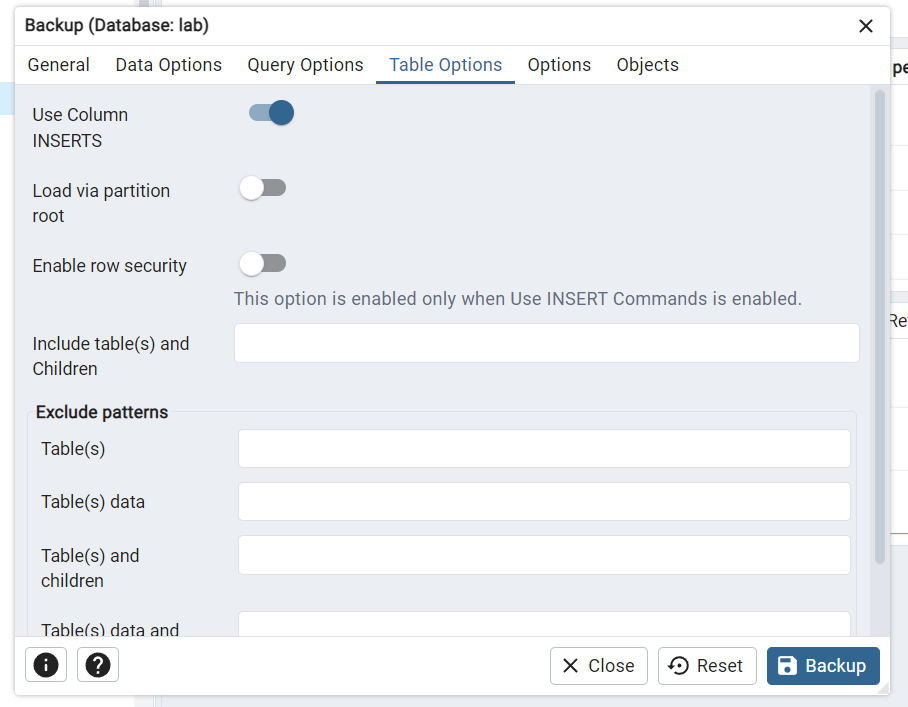 Backup (Database: lab)
General Data Options Query Options Table Options Options Objects
Use Column
INSERTS
Load via partition
root
Enable row security
This option is enabled only when Use INSERT Commands is enabled.
Include table(s) and
Children
Exclude patterns
Table(s)
Table(s) data
Table(s) and
children
Table(s) data and
Close Reset Backup